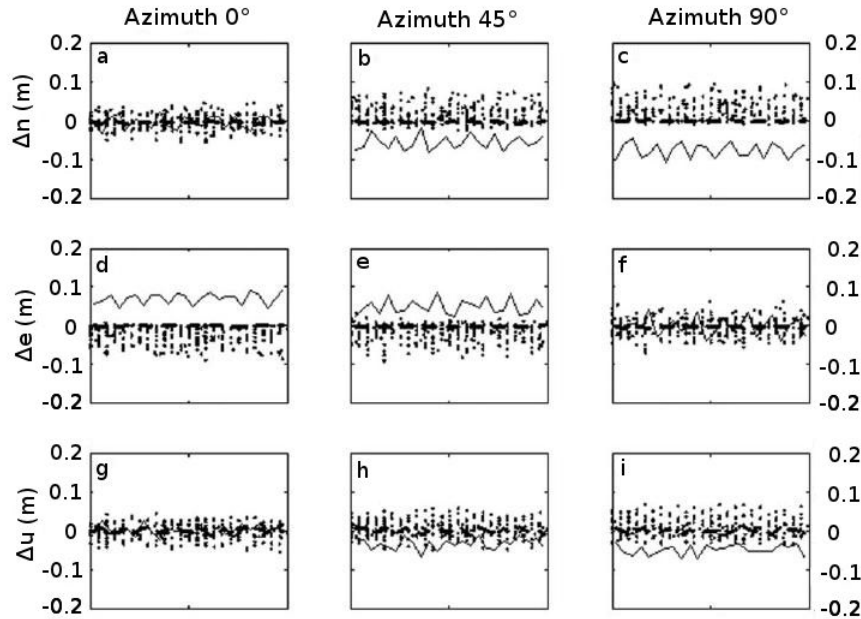 Azimuth 0° Azimuth 45° Azimuth 90°
0.2 a b c 0.2
0.1 0.1
Δn (m) 0 0
-0.1 -0.1
-0.2 -0.2
0.2 d e f 0.2
0.1 0.1
Δe (m) 0 0
-0.1 -0.1
-0.2 -0.2
0.2 g h i 0.2
0.1 0.1
Δu (m) 0 0
-0.1 -0.1
-0.2 -0.2